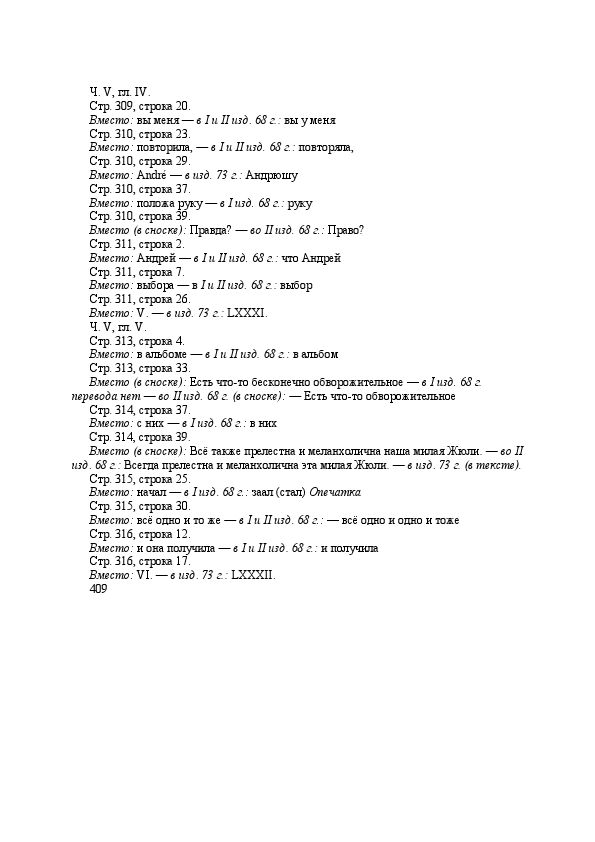 Ч. V, гл. IV.
Стр. 309, строка 20.
Вместо: вы меня — в I и II изд. 68 г.: вы у меня
Стр. 310, строка 23.
Вместо: повторила, — в I и II изд. 68 г.: повторяла,
Стр. 310, строка 29.
Вместо: André — в изд. 73 г.: Андрюшу
Стр. 310, строка 37.
Вместо: положа руку — в I изд. 68 г.: руку
Стр. 310, строка 39.
Вместо (в сноске): Правда? — во II изд. 68 г.: Право?
Стр. 311, строка 2.
Вместо: Андрей — в I и II изд. 68 г.: что Андрей
Стр. 311, строка 7.
Вместо: выбора — в I и II изд. 68 г.: выбор
Стр. 311, строка 26.
Вместо: V. — в изд. 73 г.: LXXXI.
Ч. V, гл. V.
Стр. 313, строка 4.
Вместо: в альбоме — в I и II изд. 68 г.: в альбом
Стр. 313, строка 33.
Вместо (в сноске): Есть что-то бесконечно обворожительное — в I изд. 68 г.
перевода нет — во II изд. 68 г. (в сноске): — Есть что-то обворожительное
Стр. 314, строка 37.
Вместо: с них — в I изд. 68 г.: в них
Стр. 314, строка 39.
Вместо (в сноске): Всё также прелестна и меланхолична наша милая Жюли. — во II
изд. 68 г.: Всегда прелестна и меланхолична эта милая Жюли. — в изд. 73 г. (в тексте).
Стр. 315, строка 25.
Вместо: начал — в I изд. 68 г.: заал (стал) Опечатка
Стр. 315, строка 30.
Вместо: всё одно и то же — в I и II изд. 68 г.: — всё одно и одно и тоже
Стр. 316, строка 12.
Вместо: и она получила — в I и II изд. 68 г.: и получила
Стр. 316, строка 17.
Вместо: VI. — в изд. 73 г.: LXXXII.
409